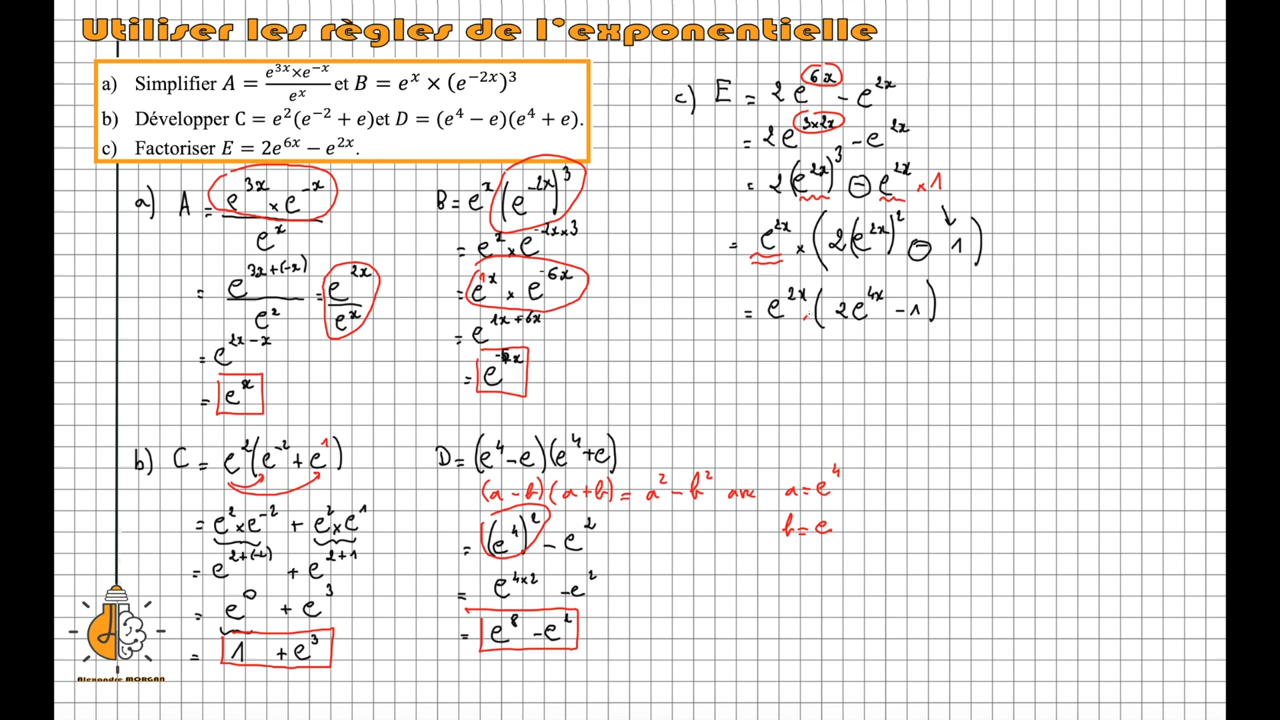 Utiliser les règles de l'exponentielle
a) Simplifier A = (e^{3x}×e^{−x})/e^x et B = e^x × (e^{−2x})^3
b) Développer C = e^2(e^{−2} + e)et D = (e^4 − e)(e^4 + e).
c) Factoriser E = 2e^{6x} − e^{2x}.
a) A = (e^{3x} × e^{-x})/e^x
= e^{3x+(-x)}/e^x = e^{2x}/e^x
= e^{2x-x}
= e^x
B = e^x (e^{-2x})^3
= e^x × e^{-2x×3}
= e^{1x} × e^{-6x}
= e^{1x+6x}
b) C = e^2(e^{-2} + e^1)
= e^2×e^{-2} + e^2×e^1
= e^{2+(-2)} + e^{2+1}
= e^0 + e^3
= 1 + e^3
D = (e^4 - e)(e^4 + e)
(a - b)(a + b) = a^2 - b^2 avec a = e^4
b = e
= (e^4)^2 - e^2
= e^{4×2} - e^2
= e^8 - e^2
c) E = 2e^{6x} - e^{2x}
= 2e^{3×2x} - e^{2x}
= 2(e^{2x})^3 - e^{2x} × 1
= e^{2x} × (2(e^{2x})^2 - 1)
= e^{2x} (2e^{4x} - 1)
Alexandre MORGAN